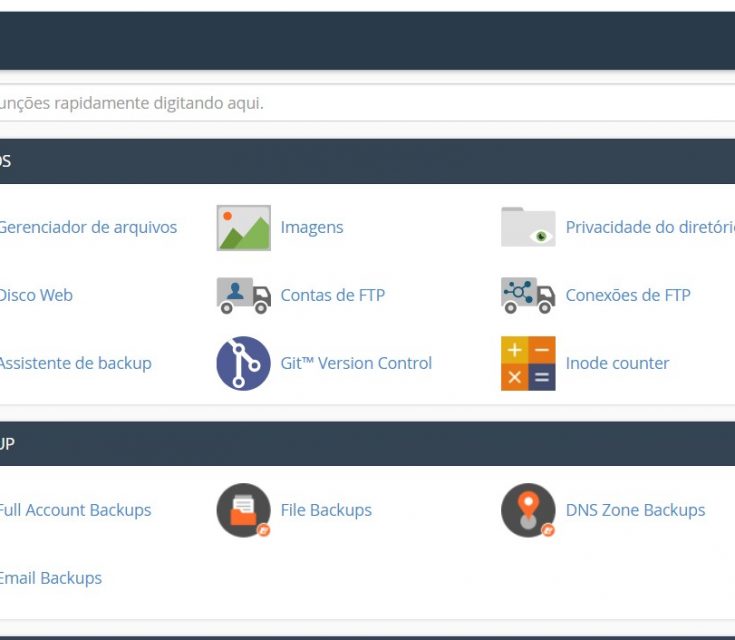 unções rapidamente digitando aqui.
OS
Gerenciador de arquivos
Imagens
Privacidade do diretóri
Disco Web
Contas de FTP
Conexões de FTP
Assistente de backup
Git™ Version Control
Inode counter
UP
Full Account Backups
File Backups
DNS Zone Backups
Email Backups